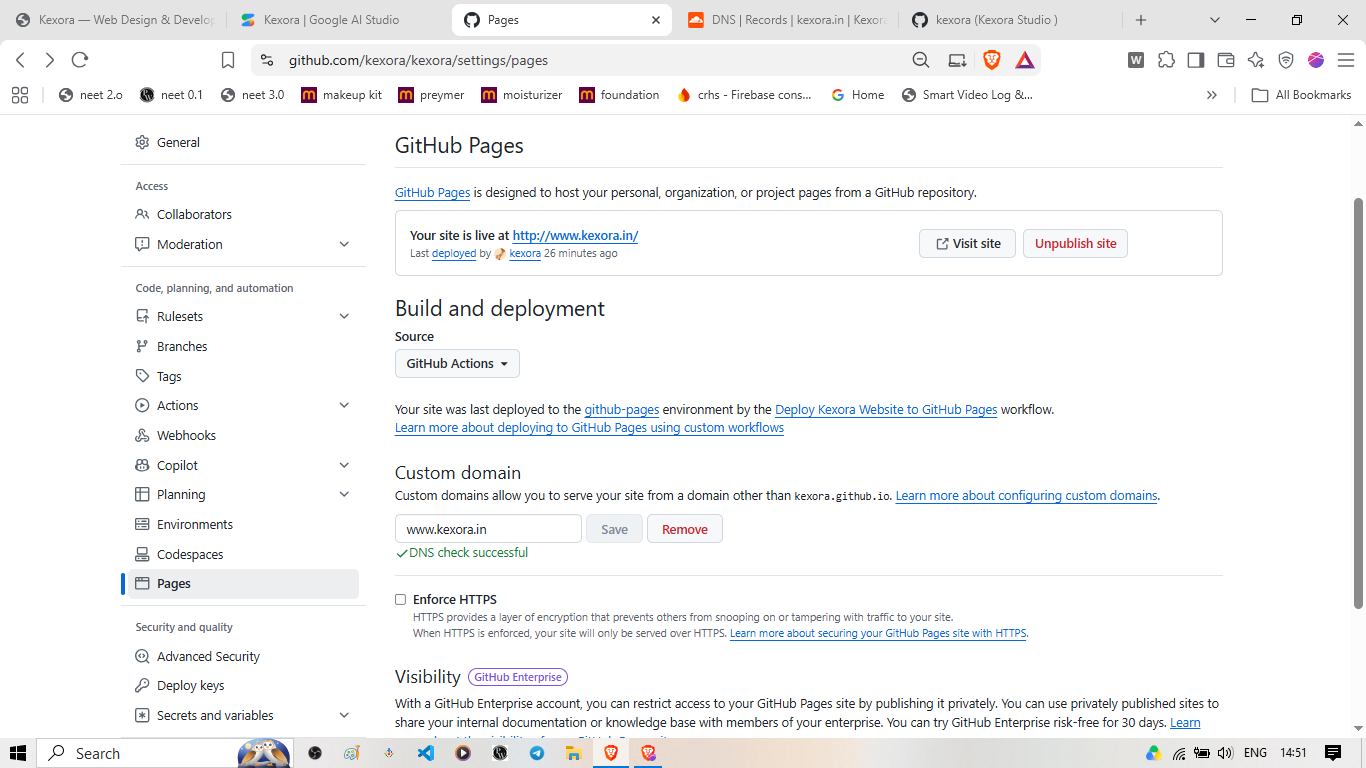 Kexora — Web Design & Develop
Kexora | Google AI Studio
Pages
DNS | Records | kexora.in | Kexora
kexora (Kexora Studio )
github.com/kexora/kexora/settings/pages
W
neet 2.o
neet 0.1
neet 3.0
makeup kit
preymer
moisturizer
foundation
crhs - Firebase cons...
Home
Smart Video Log &...
All Bookmarks
General
Access
Collaborators
Moderation
Code, planning, and automation
Rulesets
Branches
Tags
Actions
Webhooks
Copilot
Planning
Environments
Codespaces
Pages
Security and quality
Advanced Security
Deploy keys
Secrets and variables
GitHub Pages
GitHub Pages is designed to host your personal, organization, or project pages from a GitHub repository.
Your site is live at http://www.kexora.in/
Last deployed by kexora 26 minutes ago
Visit site
Unpublish site
Build and deployment
Source
GitHub Actions
Your site was last deployed to the github-pages environment by the Deploy Kexora Website to GitHub Pages workflow.
Learn more about deploying to GitHub Pages using custom workflows
Custom domain
Custom domains allow you to serve your site from a domain other than kexora.github.io. Learn more about configuring custom domains.
www.kexora.in
Save
Remove
DNS check successful
Enforce HTTPS
HTTPS provides a layer of encryption that prevents others from snooping on or tampering with traffic to your site.
When HTTPS is enforced, your site will only be served over HTTPS. Learn more about securing your GitHub Pages site with HTTPS.
Visibility GitHub Enterprise
With a GitHub Enterprise account, you can restrict access to your GitHub Pages site by publishing it privately. You can use privately published sites to
share your internal documentation or knowledge base with members of your enterprise. You can try GitHub Enterprise risk-free for 30 days. Learn
Search
ENG
14:51